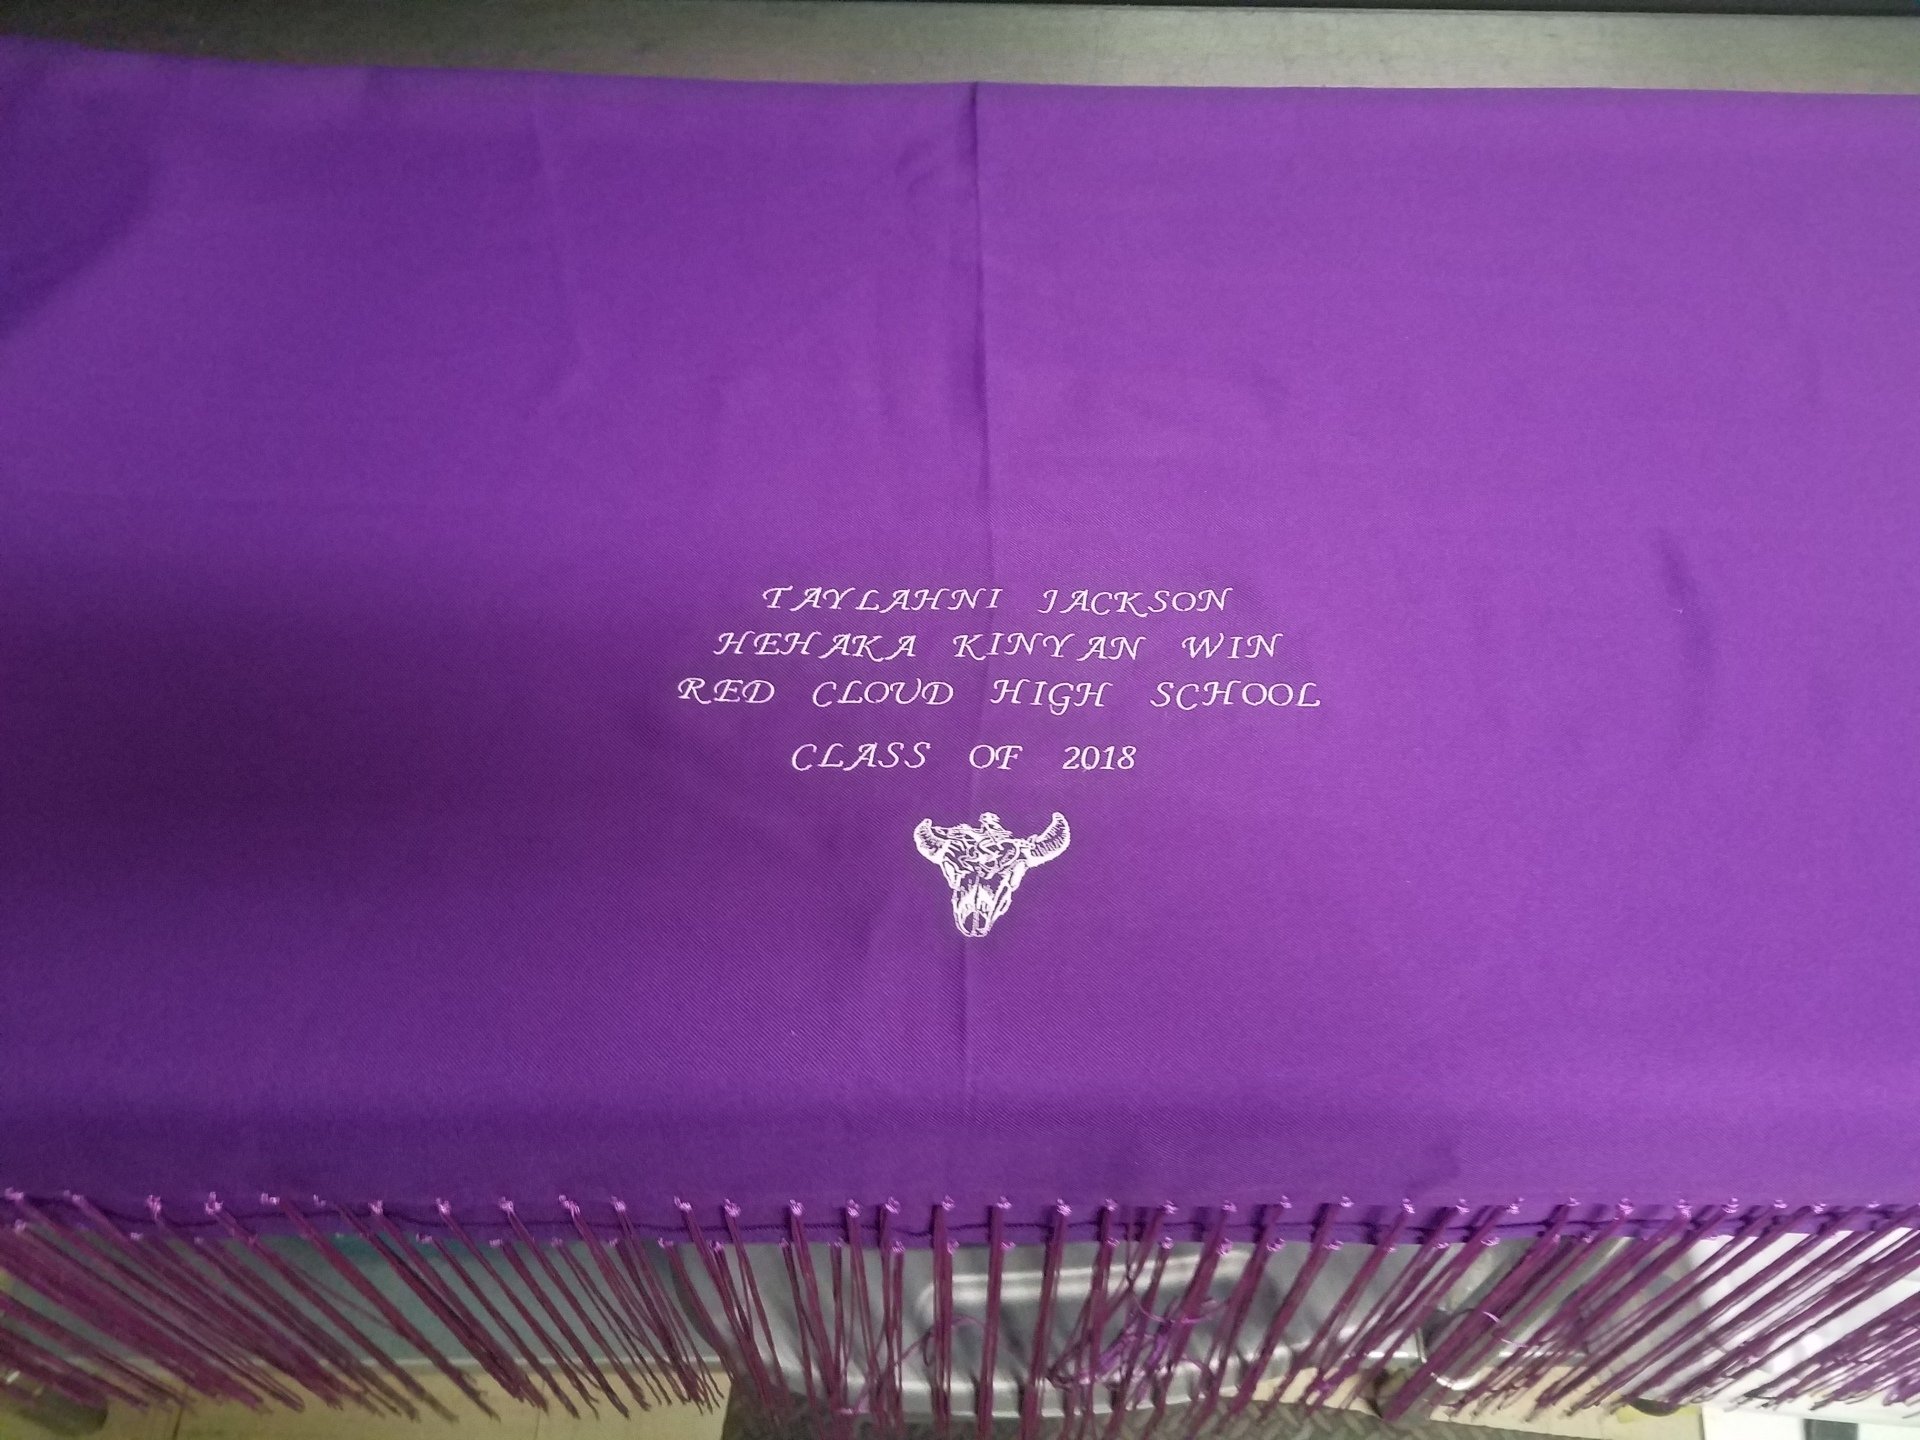 TAYLAHNI JACKSON
HEHAKA KINYAN WIN
RED CLOUD HIGH SCHOOL
CLASS OF 2018